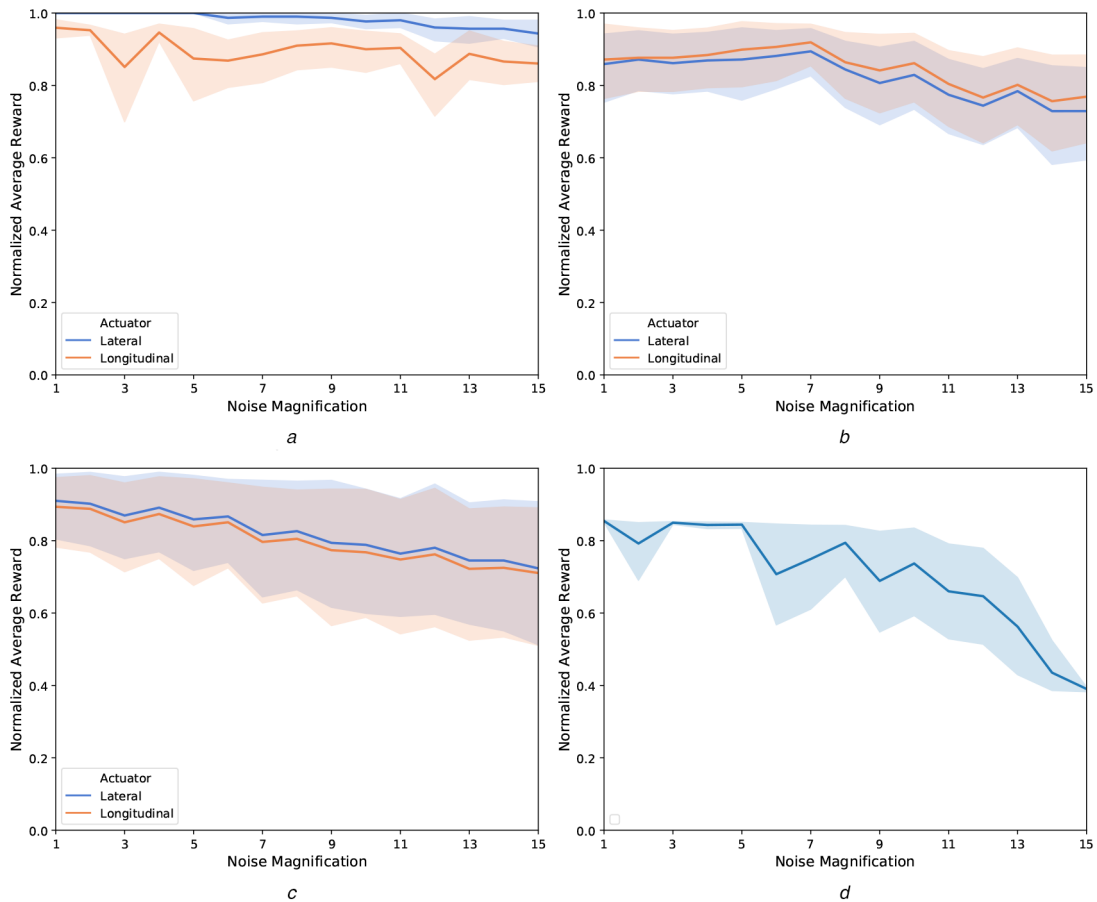 Normalized Average Reward
1.0
0.8
0.6
0.4
0.2
0.0
Actuator
Lateral
Longitudinal
1 3 5 7 9 11 13 15
Noise Magnification
a
Normalized Average Reward
1.0
0.8
0.6
0.4
0.2
0.0
Actuator
Lateral
Longitudinal
1 3 5 7 9 11 13 15
Noise Magnification
b
Normalized Average Reward
1.0
0.8
0.6
0.4
0.2
0.0
Actuator
Lateral
Longitudinal
1 3 5 7 9 11 13 15
Noise Magnification
c
Normalized Average Reward
1.0
0.8
0.6
0.4
0.2
0.0
1 3 5 7 9 11 13 15
Noise Magnification
d